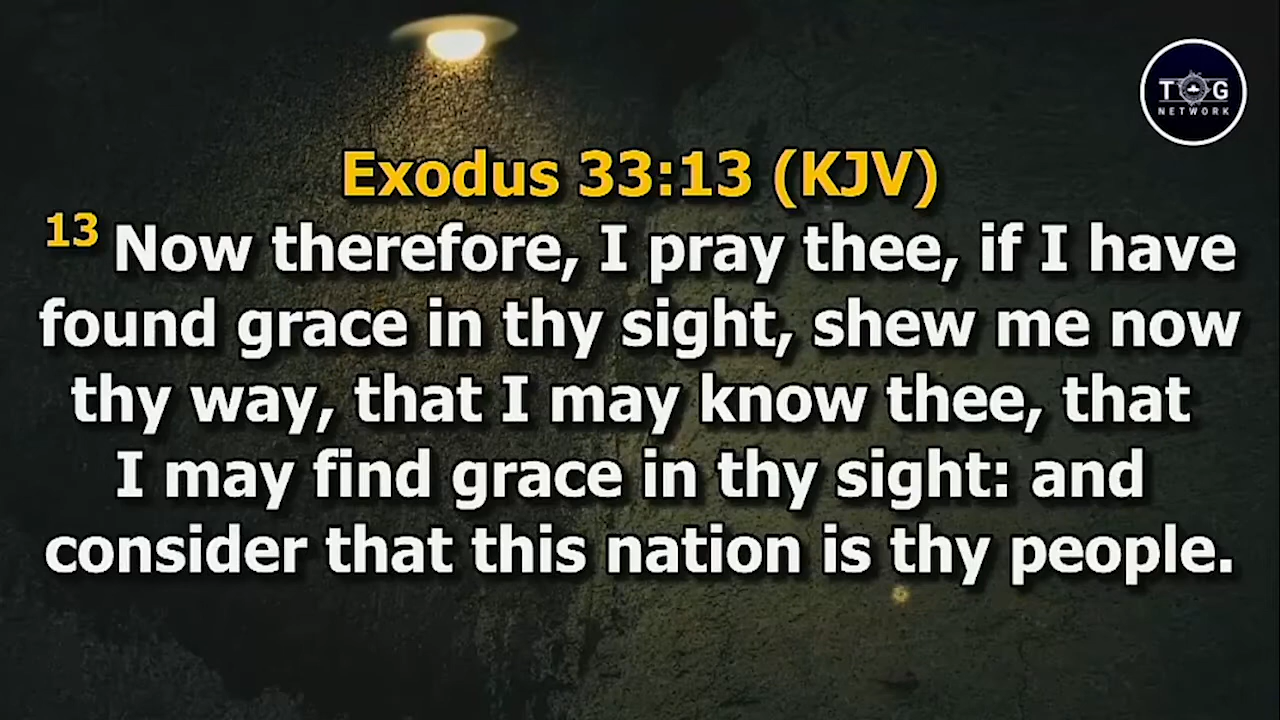 T G
NETWORK
Exodus 33:13 (KJV)
13 Now therefore, I pray thee, if I have
found grace in thy sight, shew me now
thy way, that I may know thee, that
I may find grace in thy sight: and
consider that this nation is thy people.